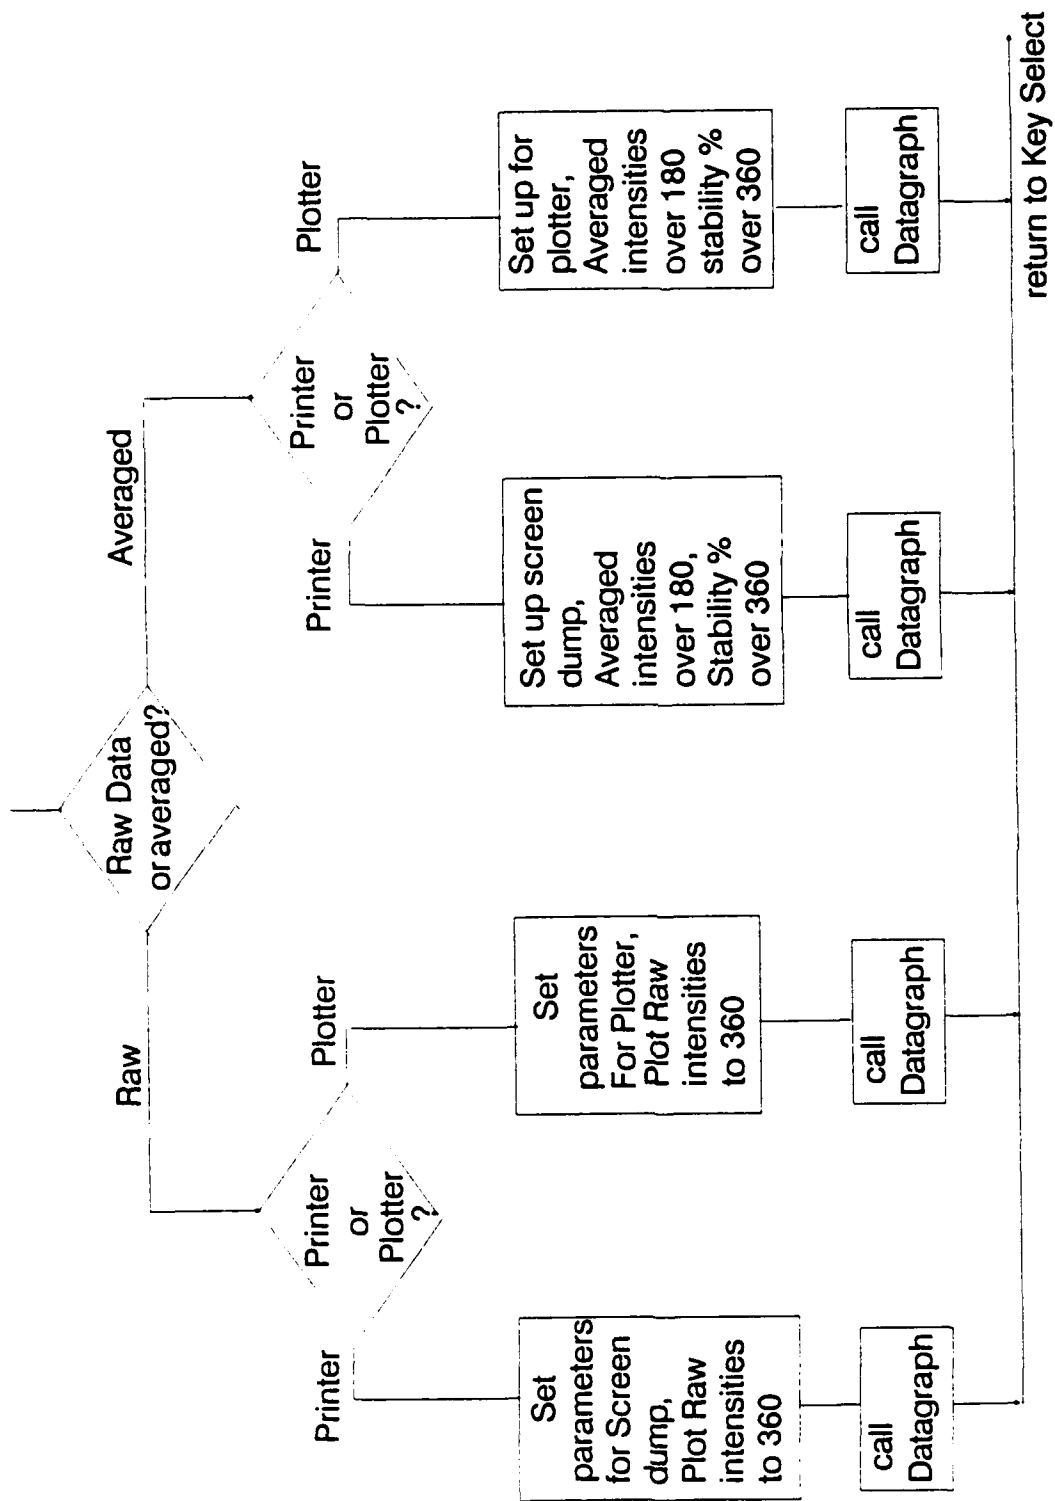 Raw Data
or averaged?
Raw
Averaged
Printer
or
Plotter
?
Printer
Plotter
Printer
or
Plotter
?
Printer
Plotter
Set
parameters
for Screen
dump,
Plot Raw
intensities
to 360
Set
parameters
For Plotter,
Plot Raw
intensities
to 360
Set up screen
dump,
Averaged
intensities
over 180,
Stability %
over 360
Set up for
plotter,
Averaged
intensities
over 180
stability %
over 360
call
Datagraph
call
Datagraph
call
Datagraph
call
Datagraph
return to Key Select